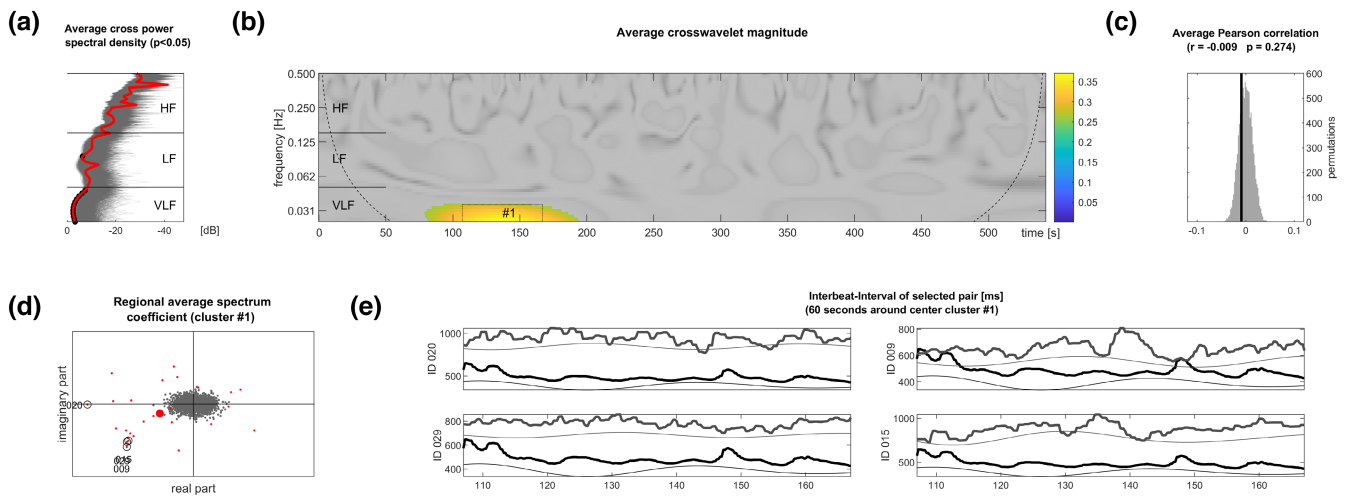 (a)
Average cross power
spectral density (p<0.05)
HF
LF
VLF
0 -20 -40 [dB]
(b)
Average crosswavelet magnitude
frequency [Hz]
0.500
0.250
0.125
0.062
0.031
HF
LF
VLF
#1
0 50 100 150 200 250 300 350 400 450 500 time [s]
0.35
0.3
0.25
0.2
0.15
0.1
0.05
(c)
Average Pearson correlation
(r = -0.009 p = 0.274)
600
500
400
300
200
100
0
permutations
-0.1 0 0.1
(d)
Regional average spectrum
coefficient (cluster #1)
imaginary part
020
015
009
real part
(e)
Interbeat-Interval of selected pair [ms]
(60 seconds around center cluster #1)
ID 020
1000
500
ID 009
800
600
400
ID 029
800
600
400
110 120 130 140 150 160
ID 015
1000
500
110 120 130 140 150 160